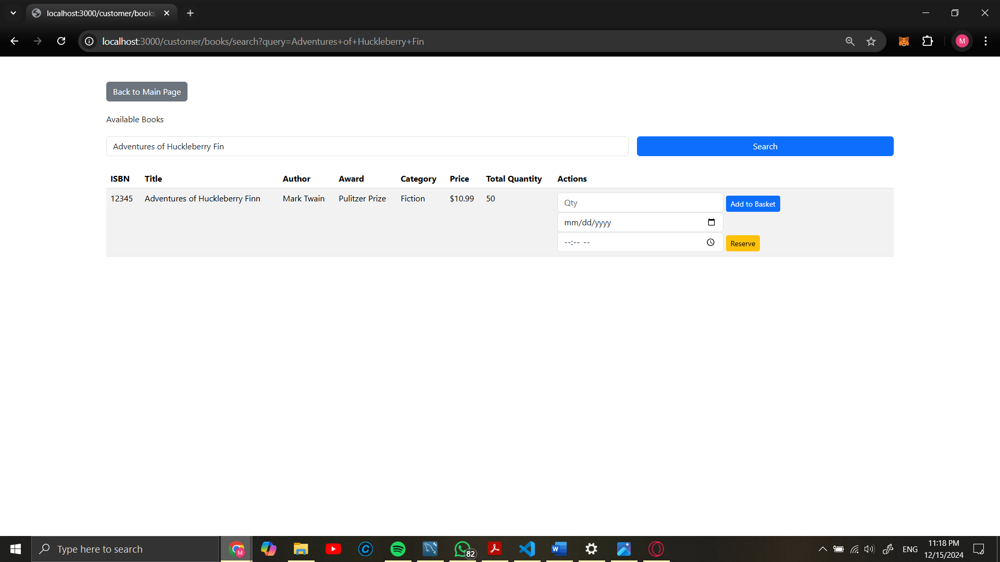 localhost:3000/customer/books
localhost:3000/customer/books/search?query=Adventures+of+Huckleberry+Fin
M
Back to Main Page
Available Books
Adventures of Huckleberry Fin
Search
ISBN Title Author Award Category Price Total Quantity Actions
12345 Adventures of Huckleberry Finn Mark Twain Pulitzer Prize Fiction $10.99 50
Qty Add to Basket
mm/dd/yyyy
--:-- -- Reserve
Type here to search
M
82
W
ENG
11:18 PM
12/15/2024